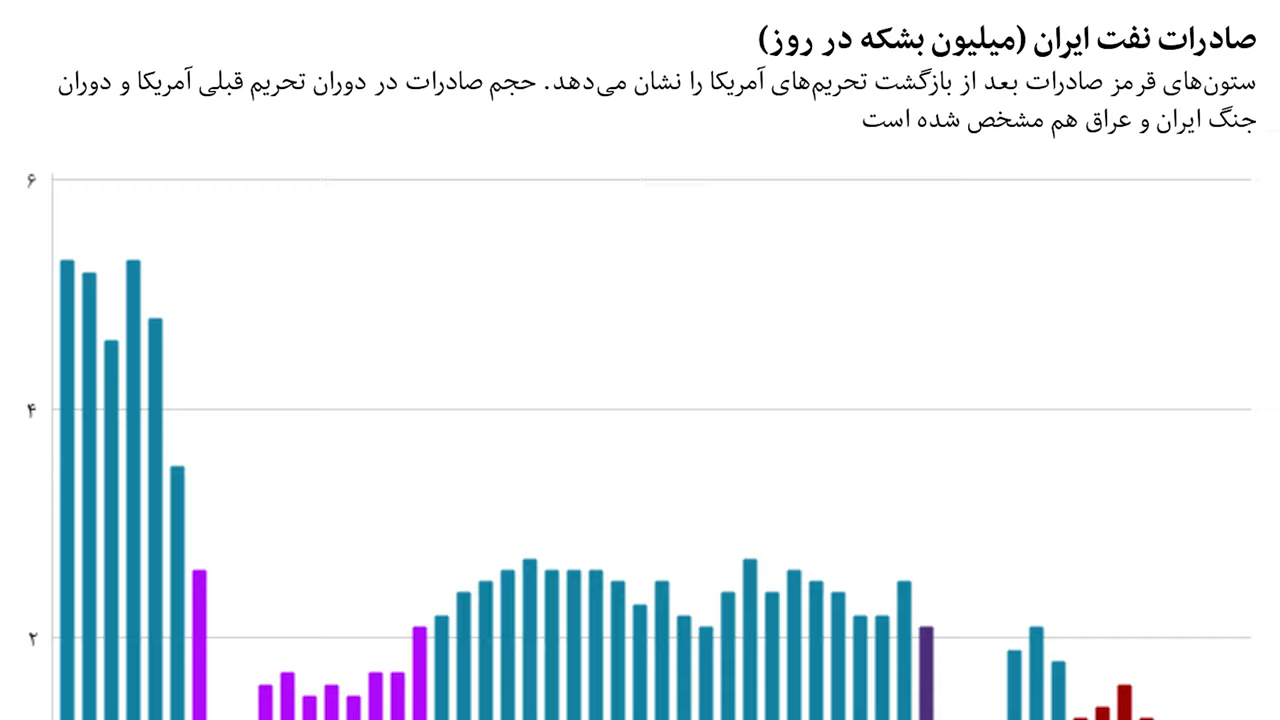 صادرات نفت ایران (میلیون بشکه در روز)
ستون‌های قرمز صادرات بعد از بازگشت تحریم‌های آمریکا را نشان می‌دهد. حجم صادرات در دوران تحریم قبلی آمریکا و دوران
جنگ ایران و عراق هم مشخص شده است
۶
۴
۲